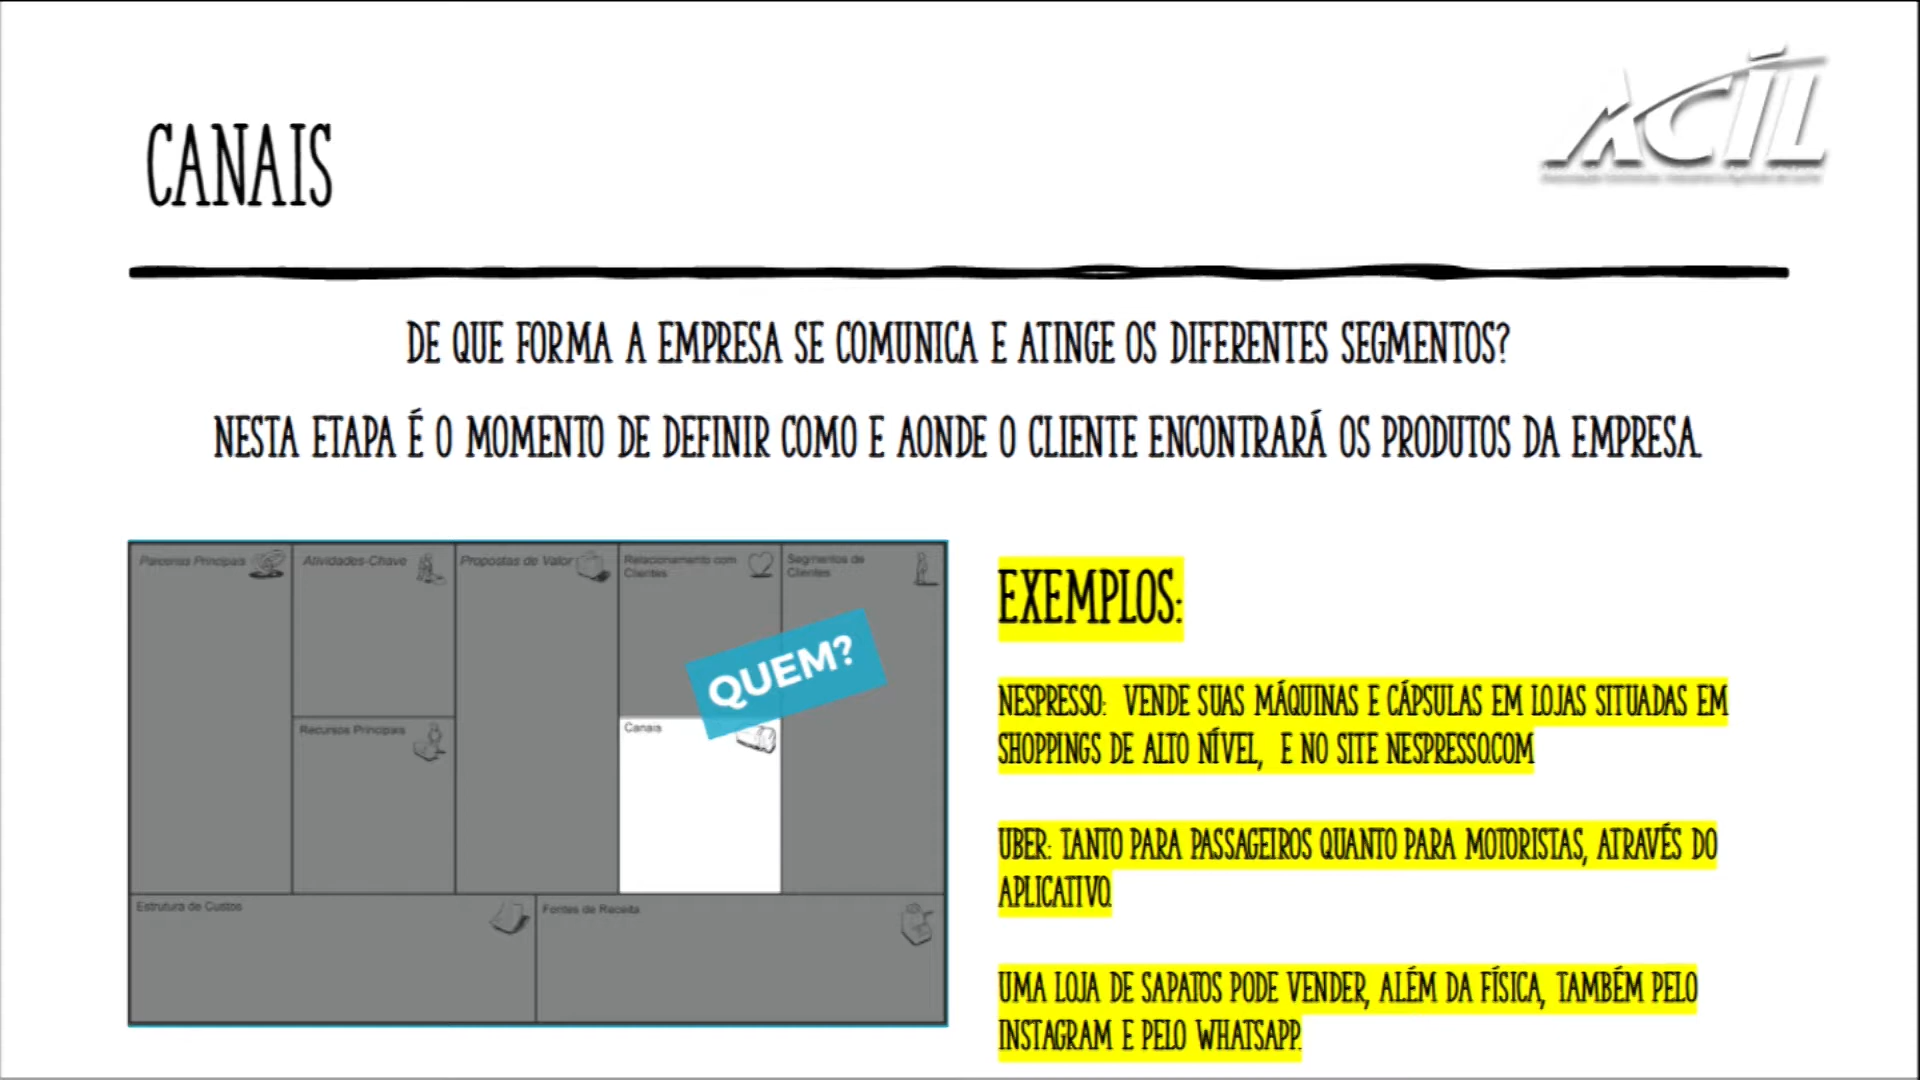 ACIL
CANAIS
DE QUE FORMA A EMPRESA SE COMUNICA E ATINGE OS DIFERENTES SEGMENTOS?
NESTA ETAPA É O MOMENTO DE DEFINIR COMO E AONDE O CLIENTE ENCONTRARÁ OS PRODUTOS DA EMPRESA.
Parcerias Principais
Atividades-Chave
Propostas de Valor
Relacionamento com
Clientes
Segmentos de
Clientes
QUEM?
Recursos Principais
Canais
Estrutura de Custos
Fontes de Receita
EXEMPLOS:
NESPRESSO: VENDE SUAS MÁQUINAS E CÁPSULAS EM LOJAS SITUADAS EM
SHOPPINGS DE ALTO NÍVEL, E NO SITE NESPRESSO.COM
UBER: TANTO PARA PASSAGEIROS QUANTO PARA MOTORISTAS, ATRAVÉS DO
APLICATIVO.
UMA LOJA DE SAPATOS PODE VENDER, ALÉM DA FÍSICA, TAMBÉM PELO
INSTAGRAM E PELO WHATSAPP.